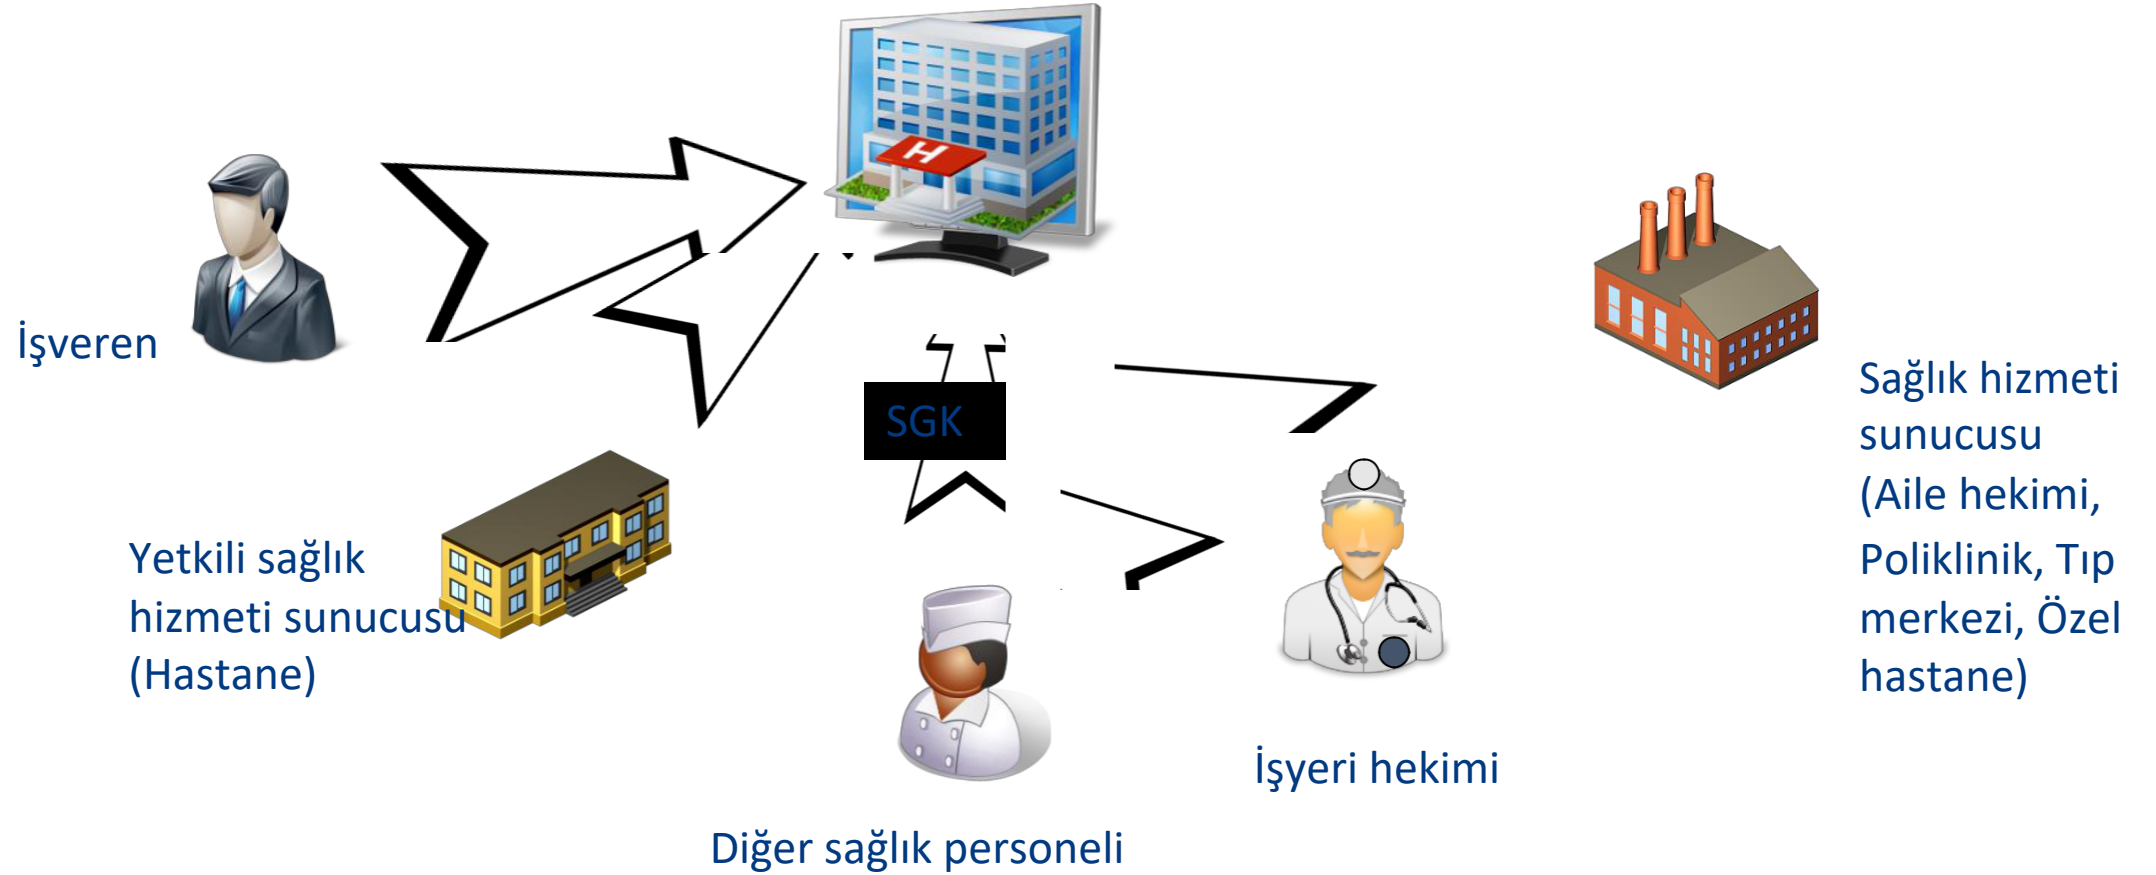 İşveren
SGK
Yetkili sağlık
hizmeti sunucusu
(Hastane)
H
Diğer sağlık personeli
İşyeri hekimi
Sağlık hizmeti
sunucusu
(Aile hekimi,
Poliklinik, Tıp
merkezi, Özel
hastane)